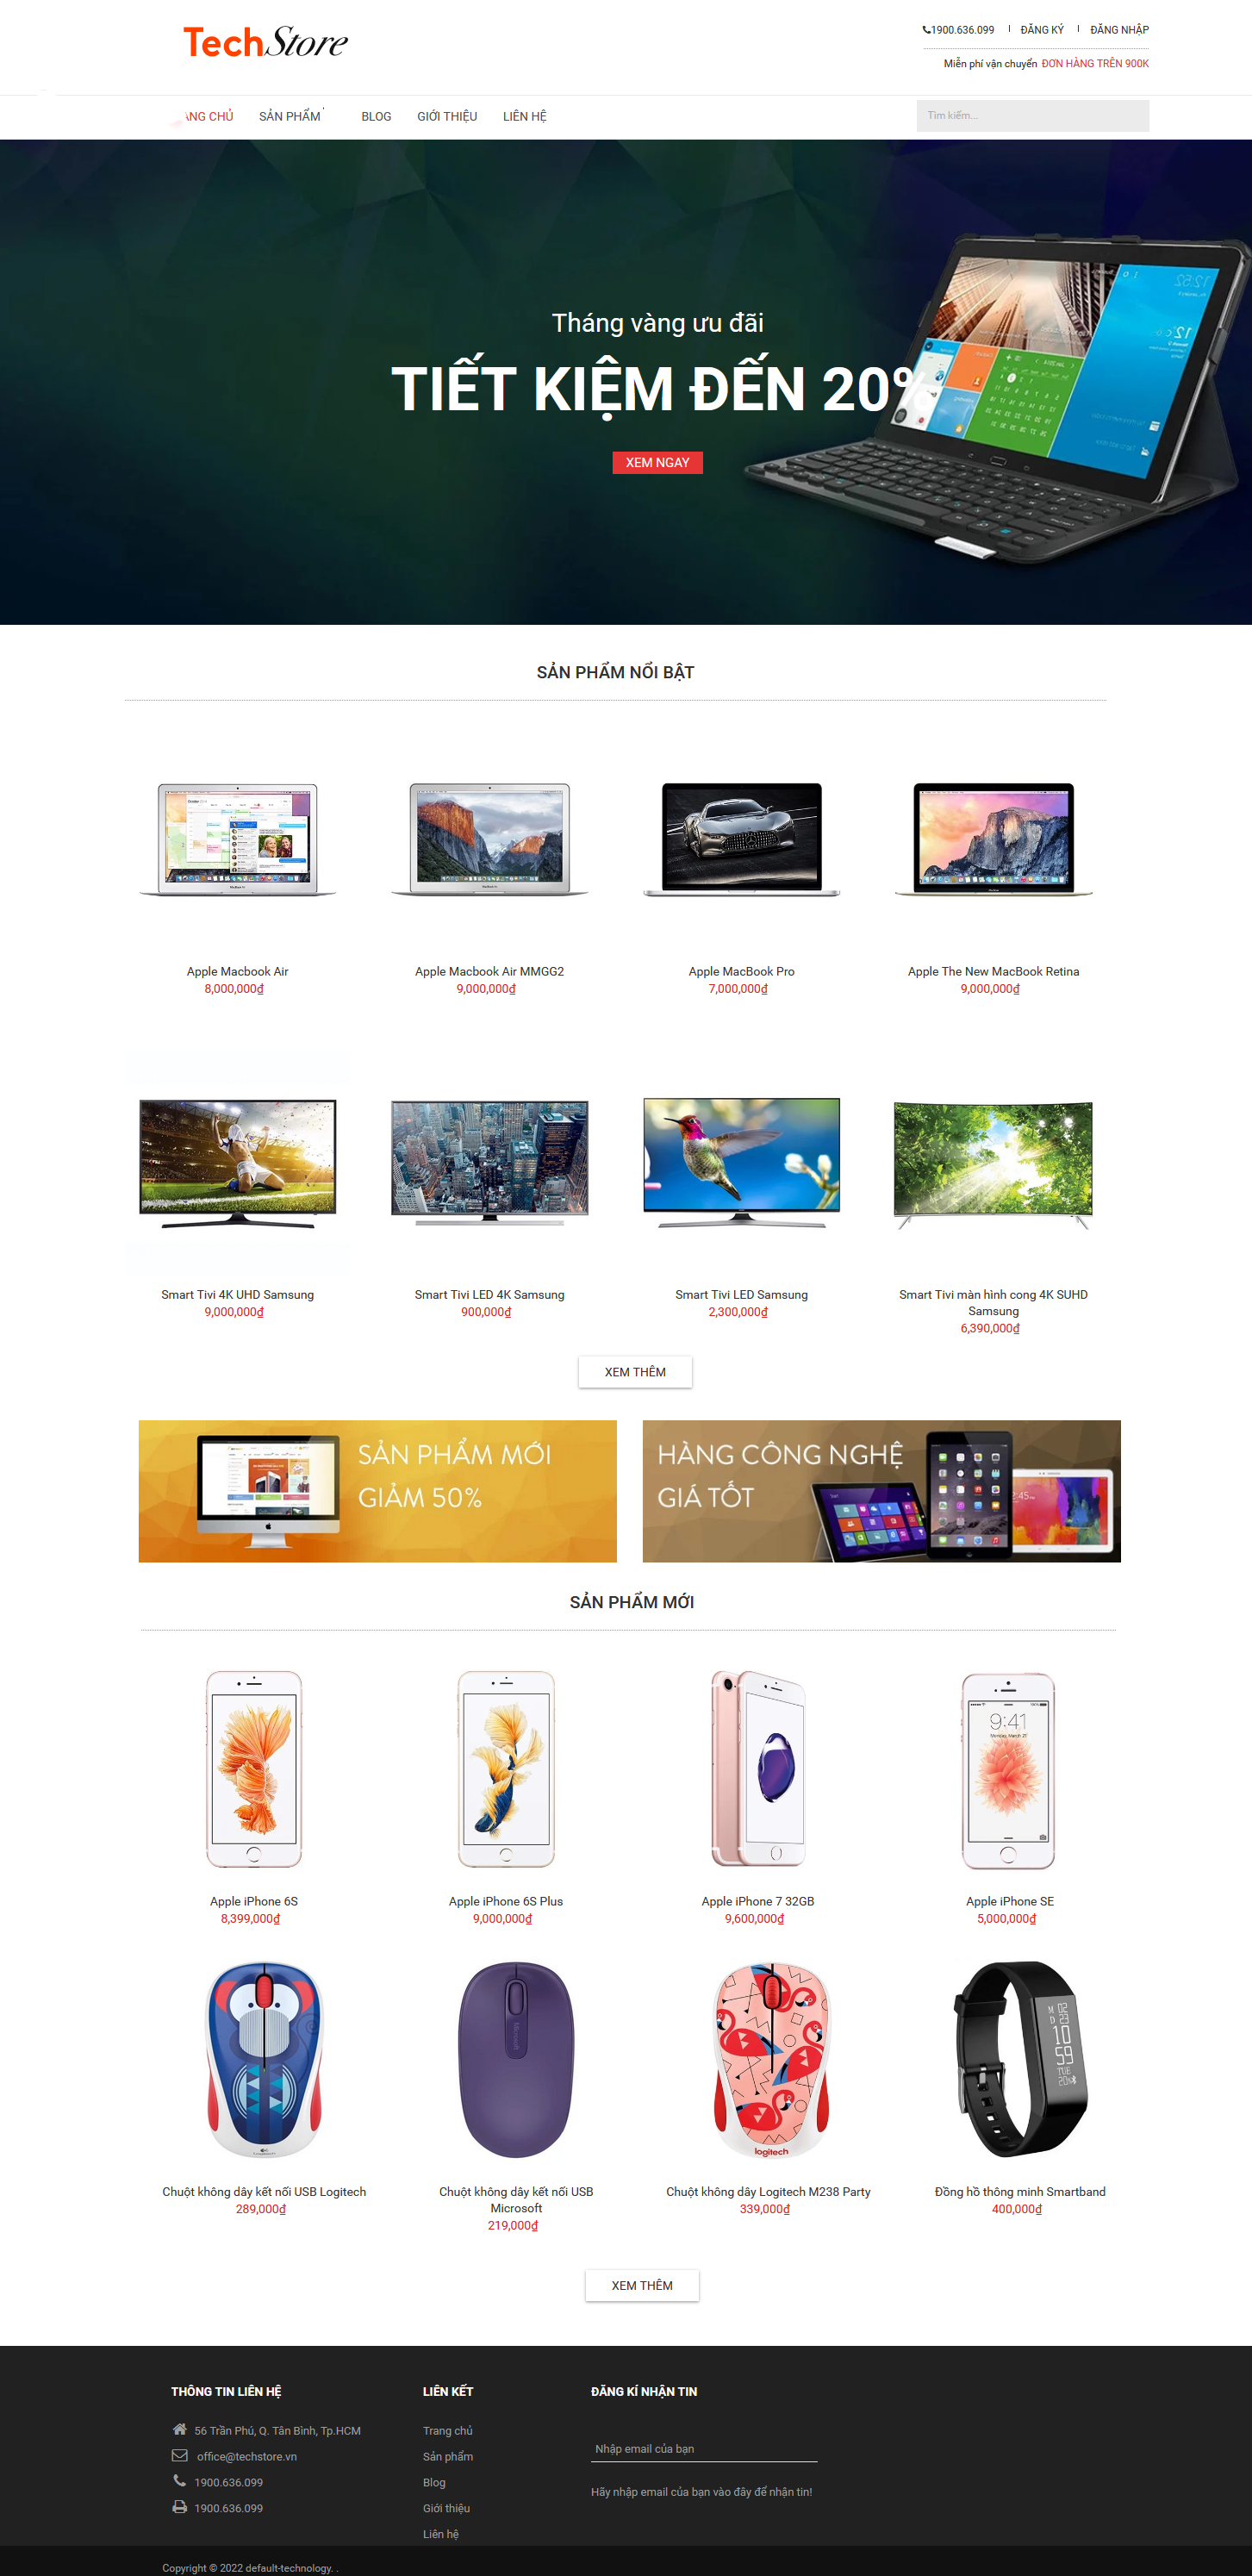 TechStore
1900.636.099
ĐĂNG KÝ
ĐĂNG NHẬP
Miễn phí vận chuyển ĐƠN HÀNG TRÊN 900K
ANG CHỦ
SẢN PHẨM
BLOG
GIỚI THIỆU
LIÊN HỆ
Tìm kiếm...
Tháng vàng ưu đãi
TIẾT KIỆM ĐẾN 20%
XEM NGAY
SẢN PHẨM NỔI BẬT
Apple Macbook Air
8,000,000₫
Apple Macbook Air MMGG2
9,000,000₫
Apple MacBook Pro
7,000,000₫
Apple The New MacBook Retina
9,000,000₫
Smart Tivi 4K UHD Samsung
9,000,000₫
Smart Tivi LED 4K Samsung
900,000₫
Smart Tivi LED Samsung
2,300,000₫
Smart Tivi màn hình cong 4K SUHD
Samsung
6,390,000₫
XEM THÊM
SẢN PHẨM MỚI
GIẢM 50%
HÀNG CÔNG NGHỆ
GIÁ TỐT
SẢN PHẨM MỚI
9:41
Apple iPhone 6S
8,399,000₫
Apple iPhone 6S Plus
9,000,000₫
Apple iPhone 7 32GB
9,600,000₫
Apple iPhone SE
5,000,000₫
Microsoft
logitech
Chuột không dây kết nối USB Logitech
289,000₫
Chuột không dây kết nối USB
Microsoft
219,000₫
Chuột không dây Logitech M238 Party
339,000₫
Đồng hồ thông minh Smartband
400,000₫
XEM THÊM
THÔNG TIN LIÊN HỆ
56 Trần Phú, Q. Tân Bình, Tp.HCM
office@techstore.vn
1900.636.099
1900.636.099
LIÊN KẾT
Trang chủ
Sản phẩm
Blog
Giới thiệu
Liên hệ
ĐĂNG KÍ NHẬN TIN
Nhập email của bạn
Hãy nhập email của bạn vào đây để nhận tin!
Copyright © 2022 default-technology. .